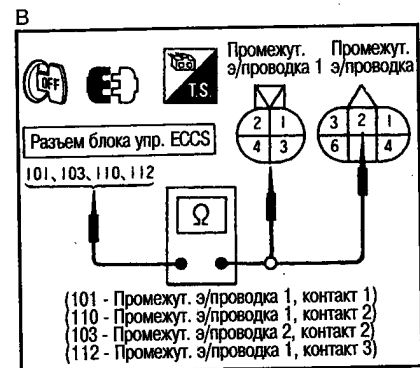 B
OFF
T.S.
Промежут. э/проводка 1
Промежут. э/проводка
Разъем блока упр. ECCS
101, 103, 110, 112
2 1
4 3
3 2 1
6 4
Ω
(101 - Промежут. э/проводка 1, контакт 1)
(110 - Промежут. э/проводка 1, контакт 2)
(103 - Промежут. э/проводка 2, контакт 2)
(112 - Промежут. э/проводка 1, контакт 3)